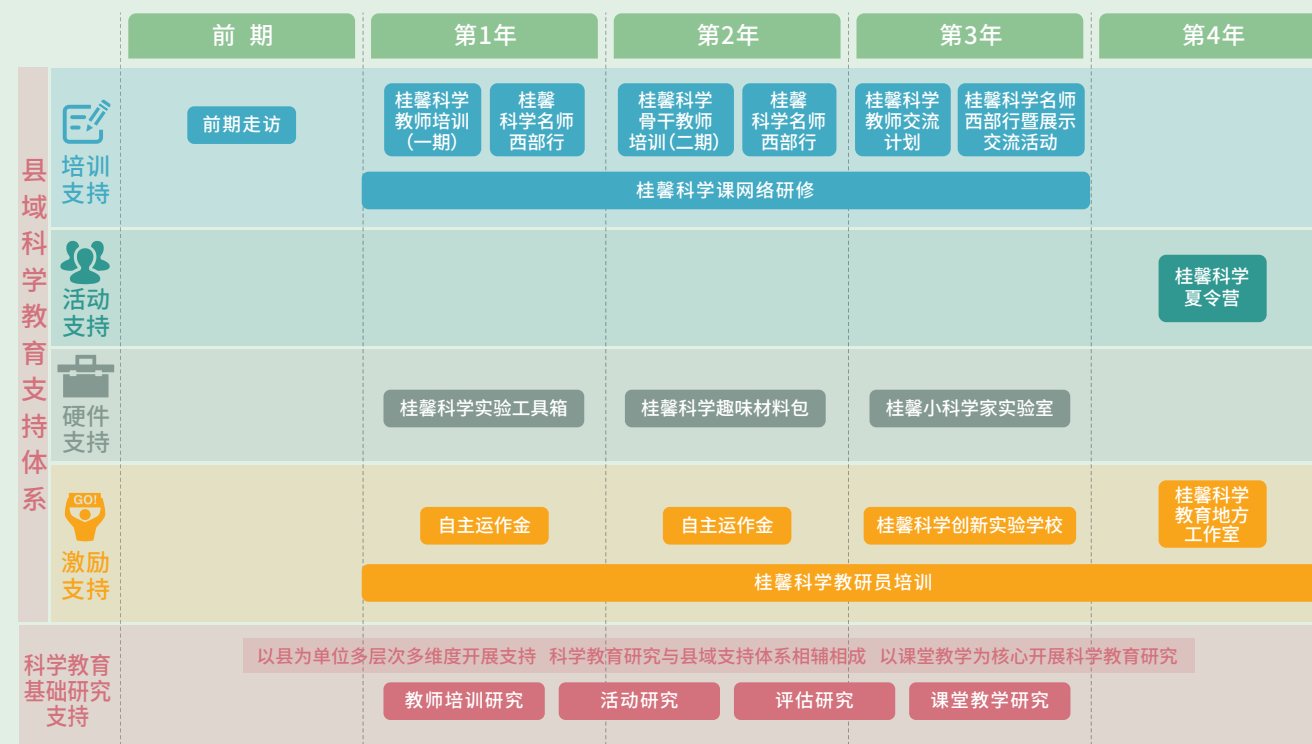 前 期
第1年
第2年
第3年
第4年
县域科学教育支持体系
培训
支持
前期走访
桂馨科学
教师培训
(一期)
桂馨
科学名师
西部行
桂馨科学
骨干教师
培训(二期)
桂馨
科学名师
西部行
桂馨科学
教师交流
计划
桂馨科学名师
西部行暨展示
交流活动
桂馨科学课网络研修
活动
支持
桂馨科学
夏令营
硬件
支持
桂馨科学实验工具箱
桂馨科学趣味材料包
桂馨小科学家实验室
GO!
激励
支持
自主运作金
自主运作金
桂馨科学创新实验学校
桂馨科学
教育地方
工作室
桂馨科学教研员培训
科学教育
基础研究
支持
以县为单位多层次多维度开展支持 科学教育研究与县域支持体系相辅相成 以课堂教学为核心开展科学教育研究
教师培训研究
活动研究
评估研究
课堂教学研究